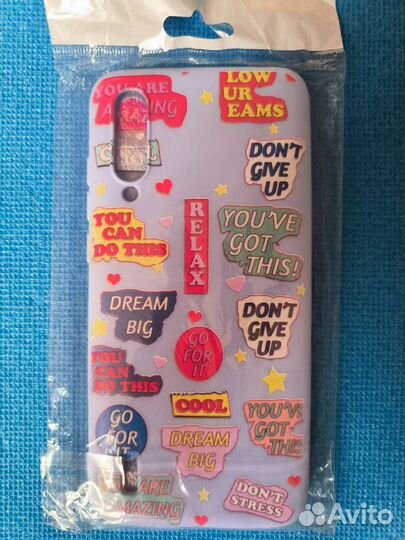 YOU ARE
AMAZING
LOW
UR
EAMS
COOL
DON'T
GIVE
UP
YOU
CAN
DO THIS
RELAX
YOU'VE
GOT
THIS!
DREAM
BIG
DON'T
GIVE
UP
GO
FOR
IT
YOU
CAN
DO THIS
COOL
YOU'VE
GOT
THIS
GO
FOR
IT
DREAM
BIG
YOU ARE
AMAZING
DON'T
STRESS
Avito